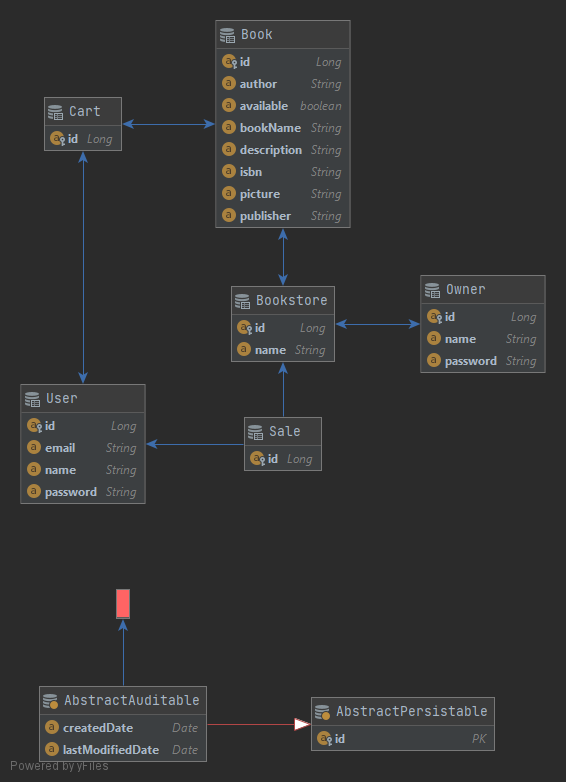 Book
id Long
author String
available boolean
bookName String
description String
isbn String
picture String
publisher String
Cart
id Long
Bookstore
id Long
name String
Owner
id Long
name String
password String
User
id Long
email String
name String
password String
Sale
id Long
AbstractAuditable
createdDate Date
lastModifiedDate Date
AbstractPersistable
id PK
Powered by yFiles